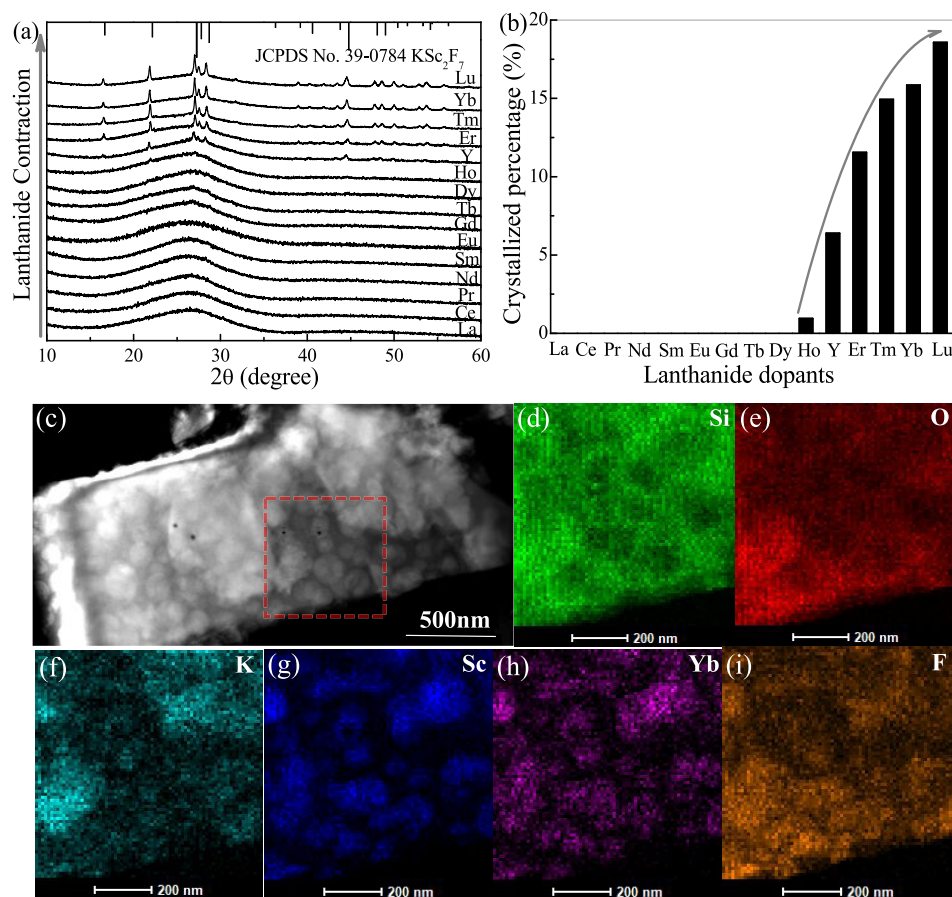 (a)
JCPDS No. 39-0784 KSc2F7
Lu
Yb
Tm
Er
Y
Ho
Dy
Tb
Gd
Eu
Sm
Nd
Pr
Ce
La
Lanthanide Contraction
10 20 30 40 50 60
2θ (degree)
(b)
20
15
10
5
0
Crystallized percentage (%)
La Ce Pr Nd Sm Eu Gd Tb Dy Ho Y Er Tm Yb Lu
Lanthanide dopants
(c)
500nm
(d) Si
200 nm
(e) O
200 nm
(f) K
200 nm
(g) Sc
200 nm
(h) Yb
200 nm
(i) F
200 nm